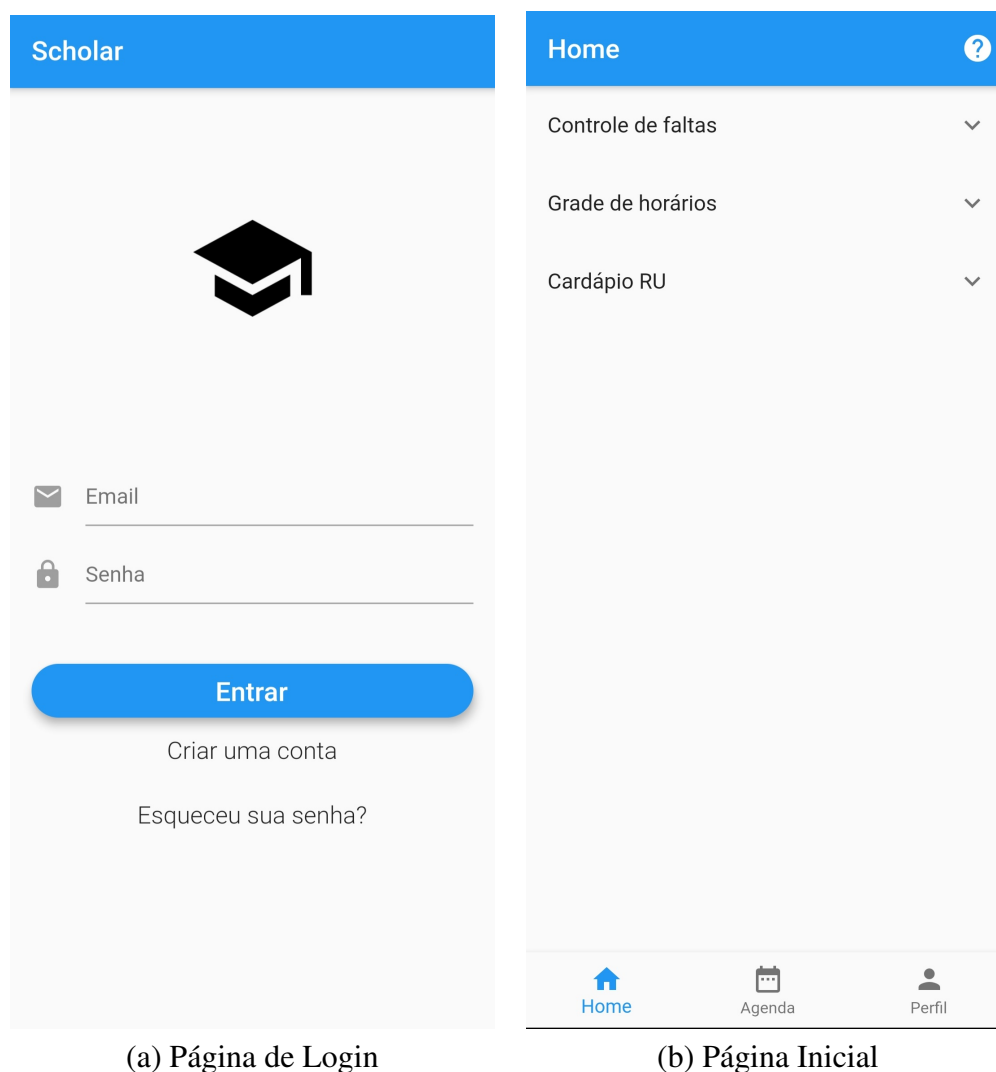 Scholar
Email
Senha
Entrar
Criar uma conta
Esqueceu sua senha?
(a) Página de Login
Home
Controle de faltas
Grade de horários
Cardápio RU
Home
Agenda
Perfil
(b) Página Inicial